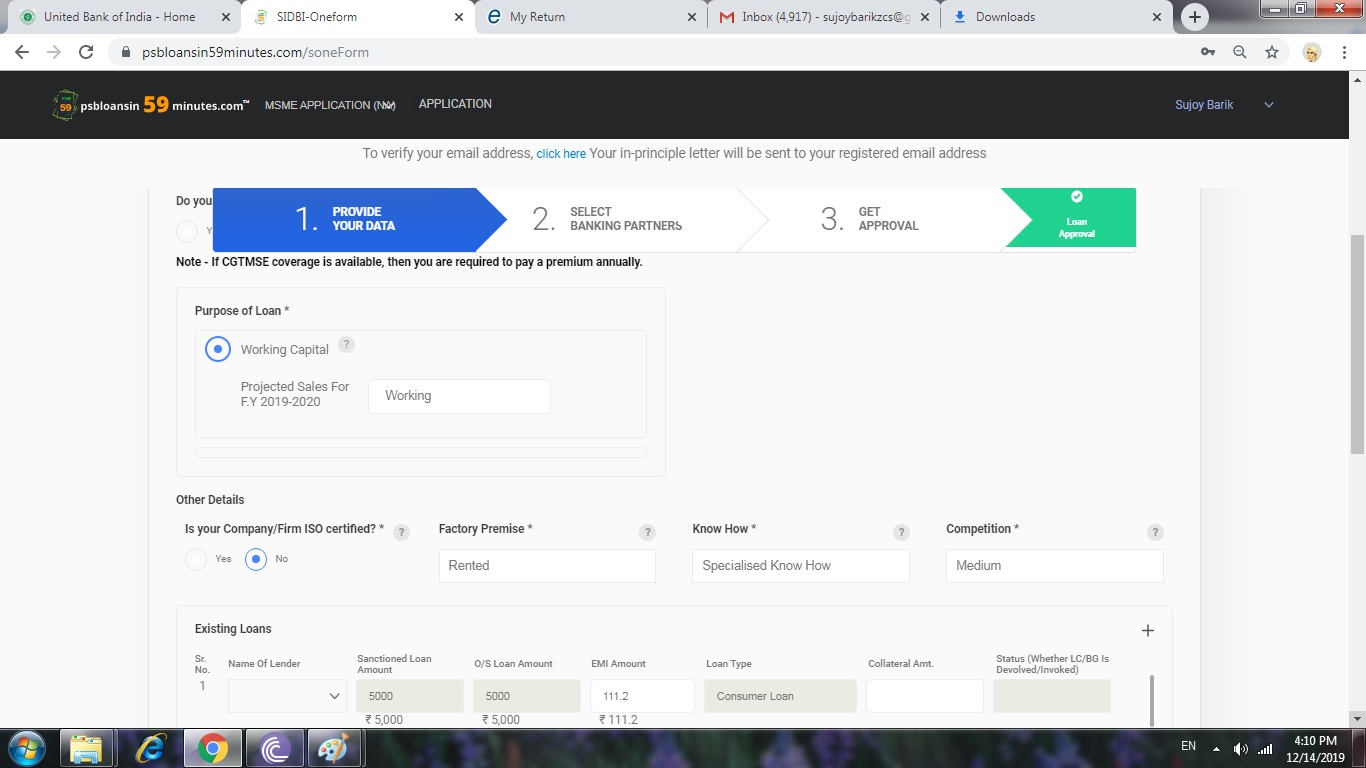 United Bank of India - Home
SIDBI-Oneform
My Return
Inbox (4,917) - sujoybarikzcs@g
Downloads
psbloansin59minutes.com/soneForm
psbloansin 59 minutes.com™
MSME APPLICATION
APPLICATION
Sujoy Barik
To verify your email address, click here Your in-principle letter will be sent to your registered email address
Do you
Y
1. PROVIDE YOUR DATA
2. SELECT BANKING PARTNERS
3. GET APPROVAL
Loan Approval
Note - If CGTMSE coverage is available, then you are required to pay a premium annually.
Purpose of Loan *
Working Capital ?
Projected Sales For
F.Y 2019-2020
Working
Other Details
Is your Company/Firm ISO certified? * ?
Factory Premise * ?
Know How * ?
Competition * ?
Yes No
Rented
Specialised Know How
Medium
Existing Loans
Sr. No.
Name Of Lender
Sanctioned Loan Amount
O/S Loan Amount
EMI Amount
Loan Type
Collateral Amt.
Status (Whether LC/BG Is Devolved/Invoked)
1
5000
5000
111.2
Consumer Loan
₹ 5,000
₹ 5,000
₹ 111.2
EN
4:10 PM
12/14/2019